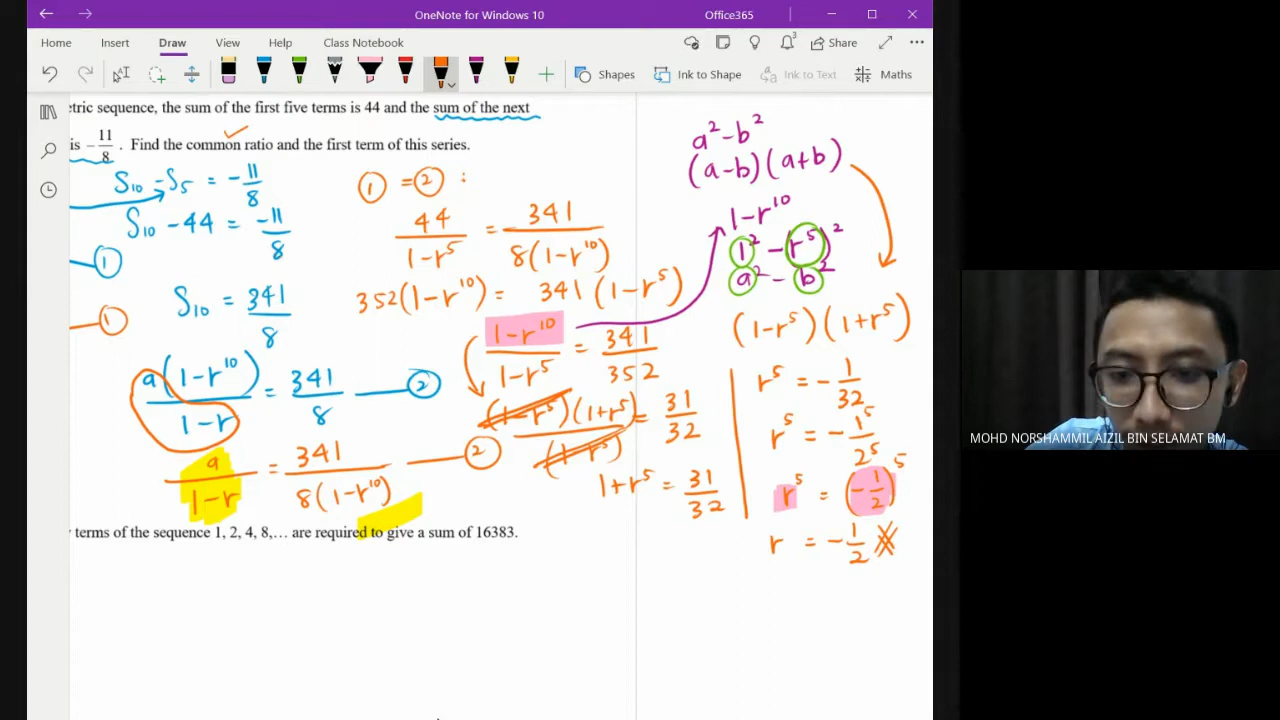 OneNote for Windows 10
Office365
Home Insert Draw View Help Class Notebook
Share
Shapes Ink to Shape Ink to Text Maths
etric sequence, the sum of the first five terms is 44 and the sum of the next
is -11/8 . Find the common ratio and the first term of this series.
S10 - S5 = -11/8
S10 - 44 = -11/8
①
S10 = 341/8
①
a(1-r^10)/(1-r) = 341/8 —— ②
a/(1-r) = 341/(8(1-r^10)) —— ②
① = ② :
44/(1-r^5) = 341/(8(1-r^10))
352(1-r^10) = 341(1-r^5)
(1-r^10)/(1-r^5) = 341/352
(1-r^5)(1+r^5)/(1-r^5) = 31/32
1+r^5 = 31/32
a² - b²
(a-b)(a+b)
1-r^10
1² - (r^5)²
a² - b²
(1-r^5)(1+r^5)
r^5 = -1/32
r^5 = -1^5/2^5
r^5 = (-1/2)^5
r = -1/2
terms of the sequence 1, 2, 4, 8,… are required to give a sum of 16383.
MOHD NORSHAMMIL AIZIL BIN SELAMAT BM